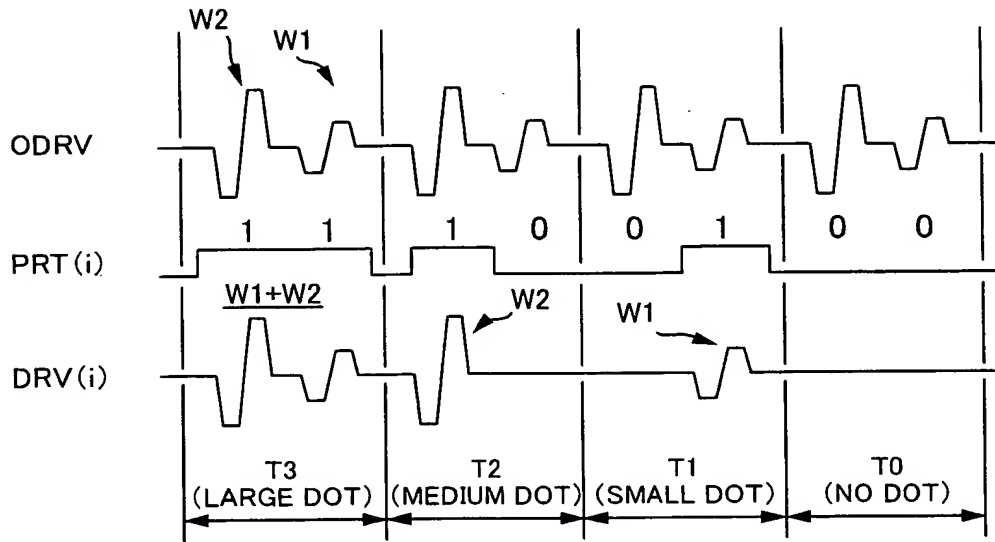 W2 W1
ODRV
1 1 1 0 0 1 0 0
PRT(i)
W1+W2 W2 W1
DRV(i)
T3 T2 T1 T0
(LARGE DOT) (MEDIUM DOT) (SMALL DOT) (NO DOT)